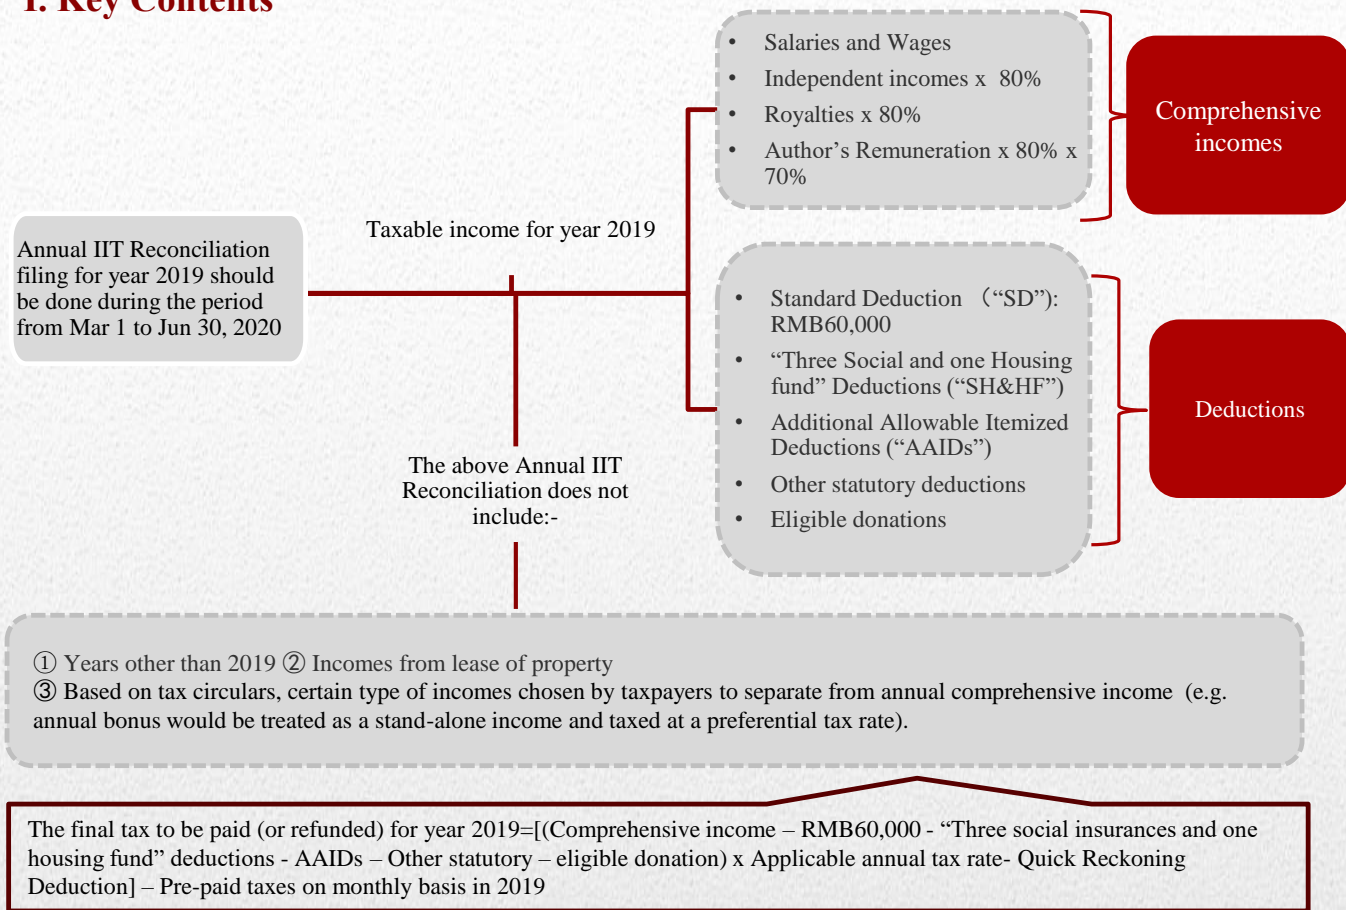 I. Key Contents
• Salaries and Wages
• Independent incomes x 80%
• Royalties x 80%
• Author’s Remuneration x 80% x
70%
Comprehensive
incomes
Annual IIT Reconciliation
filing for year 2019 should
be done during the period
from Mar 1 to Jun 30, 2020
Taxable income for year 2019
• Standard Deduction （“SD”):
RMB60,000
• “Three Social and one Housing
fund” Deductions (“SH&HF”)
• Additional Allowable Itemized
Deductions (“AAIDs”)
• Other statutory deductions
• Eligible donations
Deductions
The above Annual IIT
Reconciliation does not
include:-
① Years other than 2019 ② Incomes from lease of property
③ Based on tax circulars, certain type of incomes chosen by taxpayers to separate from annual comprehensive income (e.g.
annual bonus would be treated as a stand-alone income and taxed at a preferential tax rate).
The final tax to be paid (or refunded) for year 2019=[(Comprehensive income – RMB60,000 - “Three social insurances and one
housing fund” deductions - AAIDs – Other statutory – eligible donation) x Applicable annual tax rate- Quick Reckoning
Deduction] – Pre-paid taxes on monthly basis in 2019